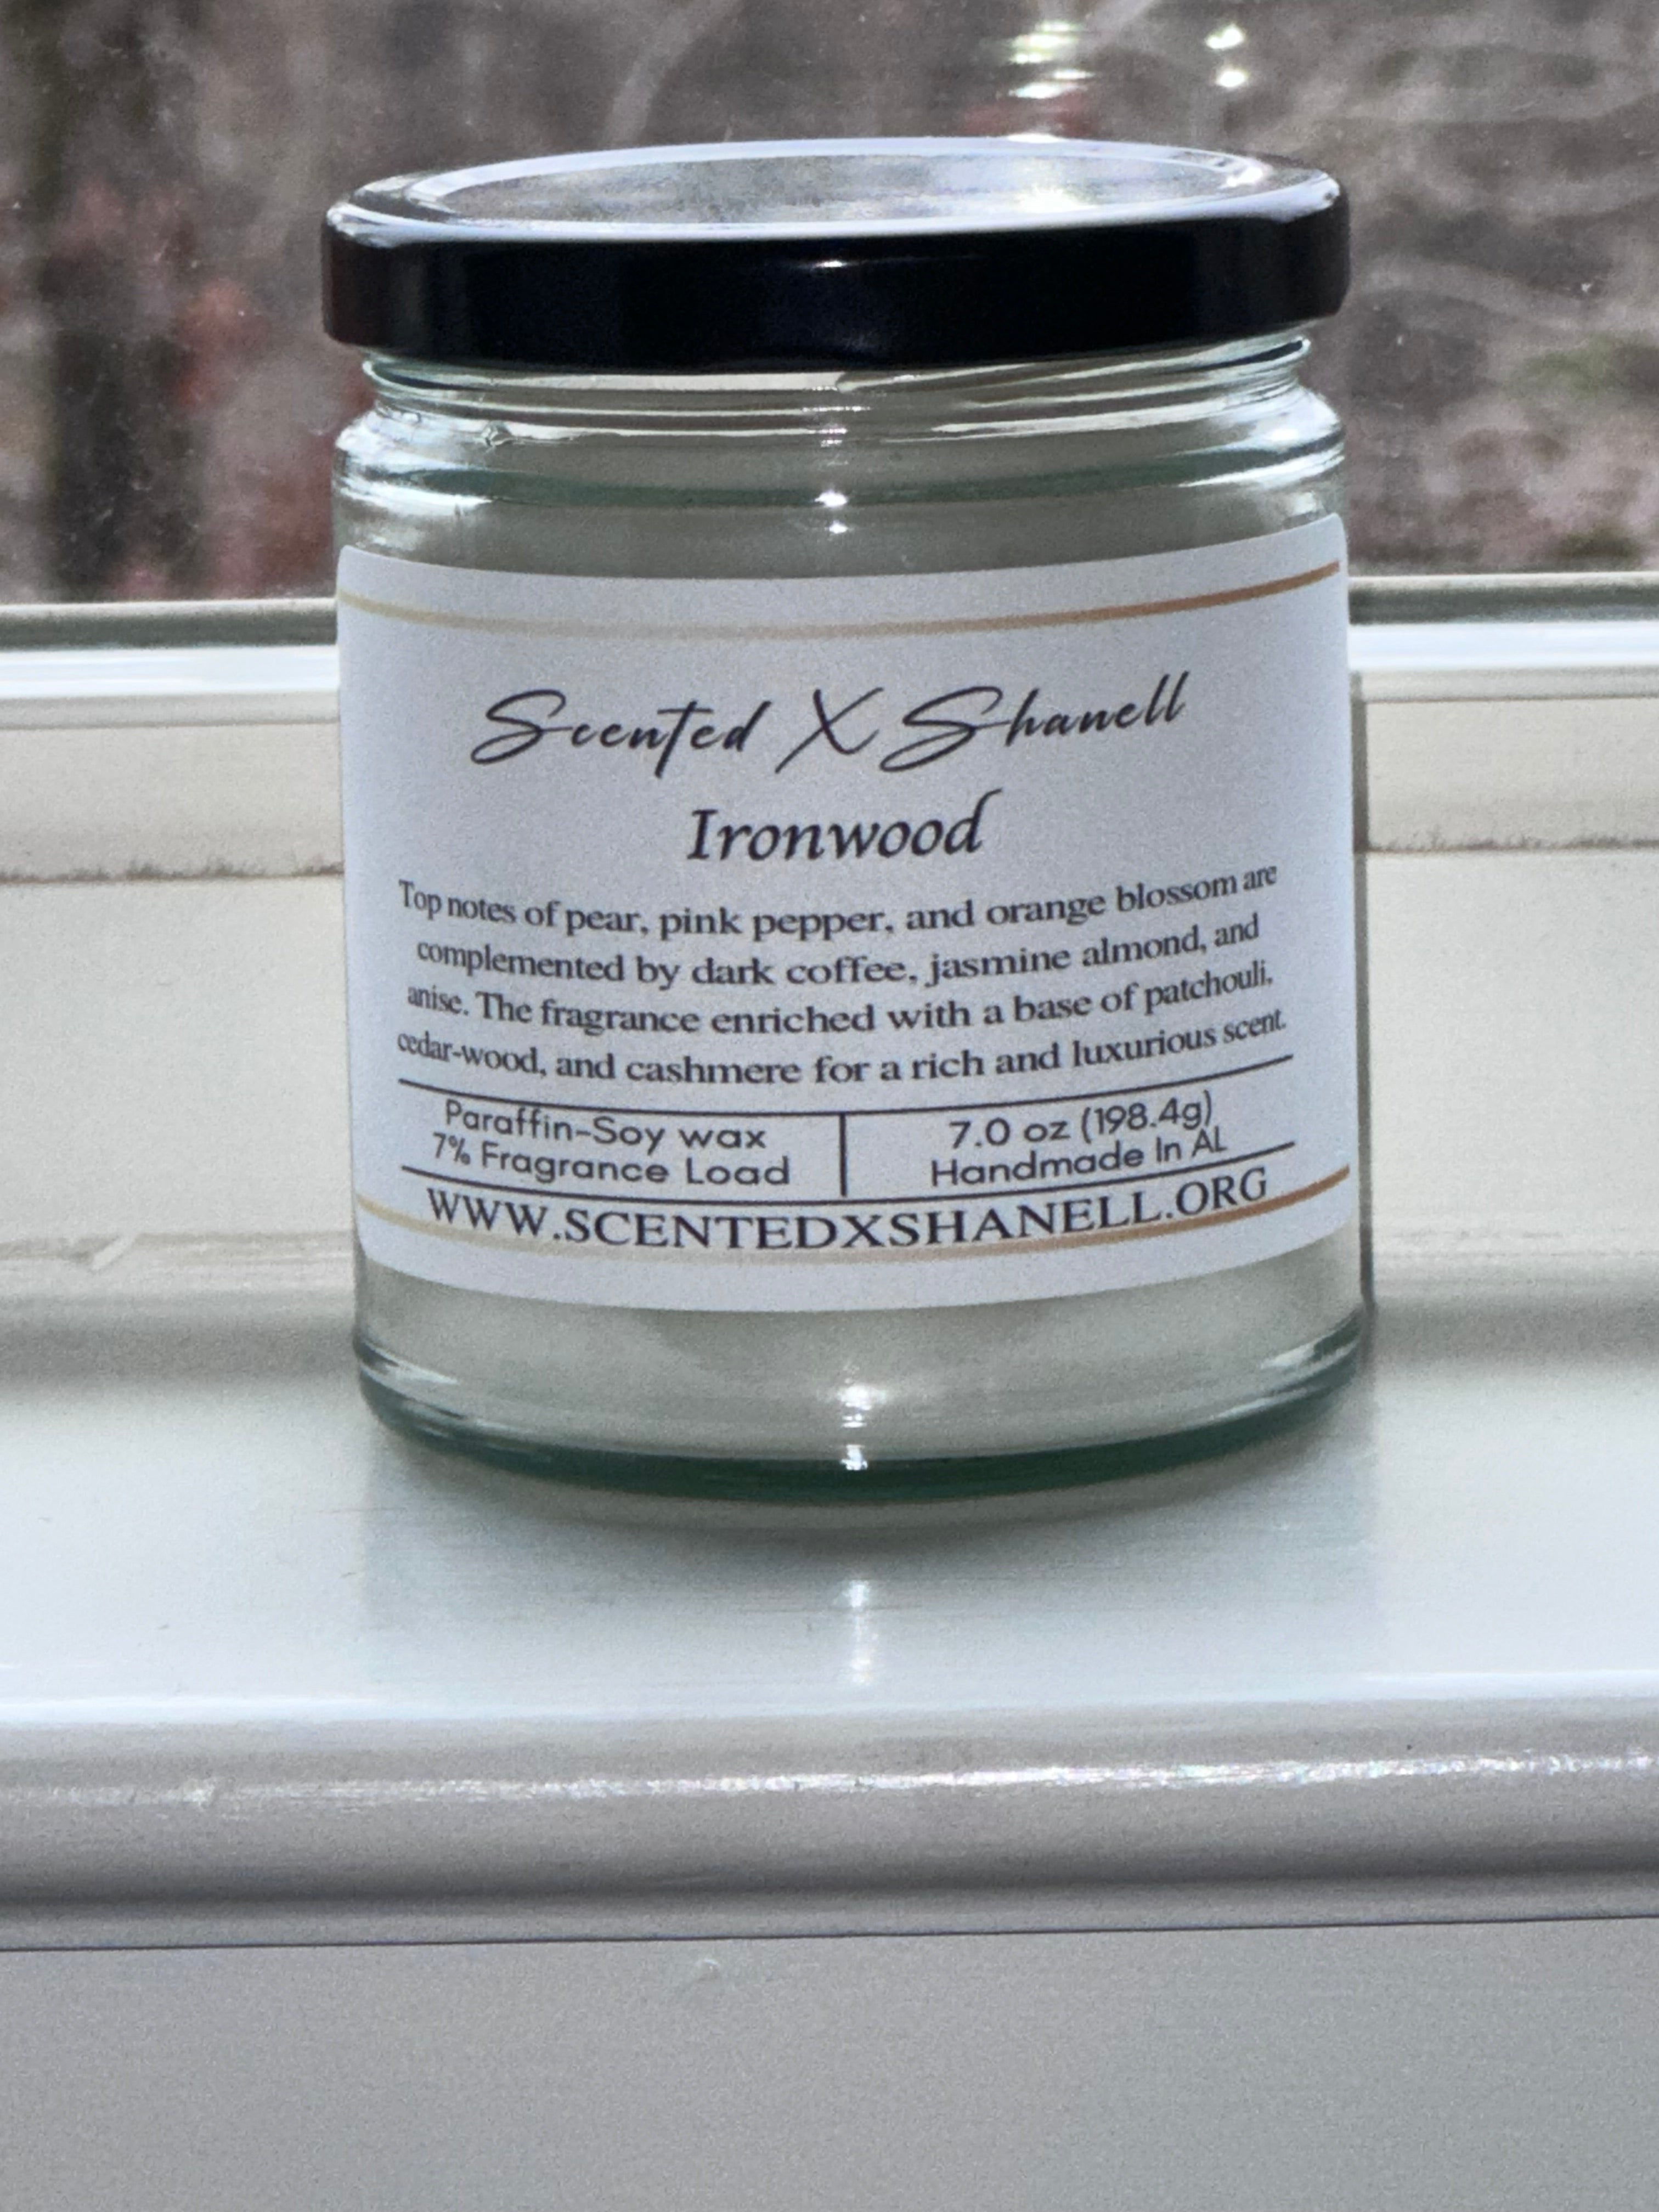 Scented X Shanell
Ironwood
Top notes of pear, pink pepper, and orange blossom are
complemented by dark coffee, jasmine almond, and
anise. The fragrance enriched with a base of patchouli,
cedar-wood, and cashmere for a rich and luxurious scent.
Paraffin-Soy wax
7% Fragrance Load
7.0 oz (198.4g)
Handmade In AL
WWW.SCENTEDXSHANELL.ORG